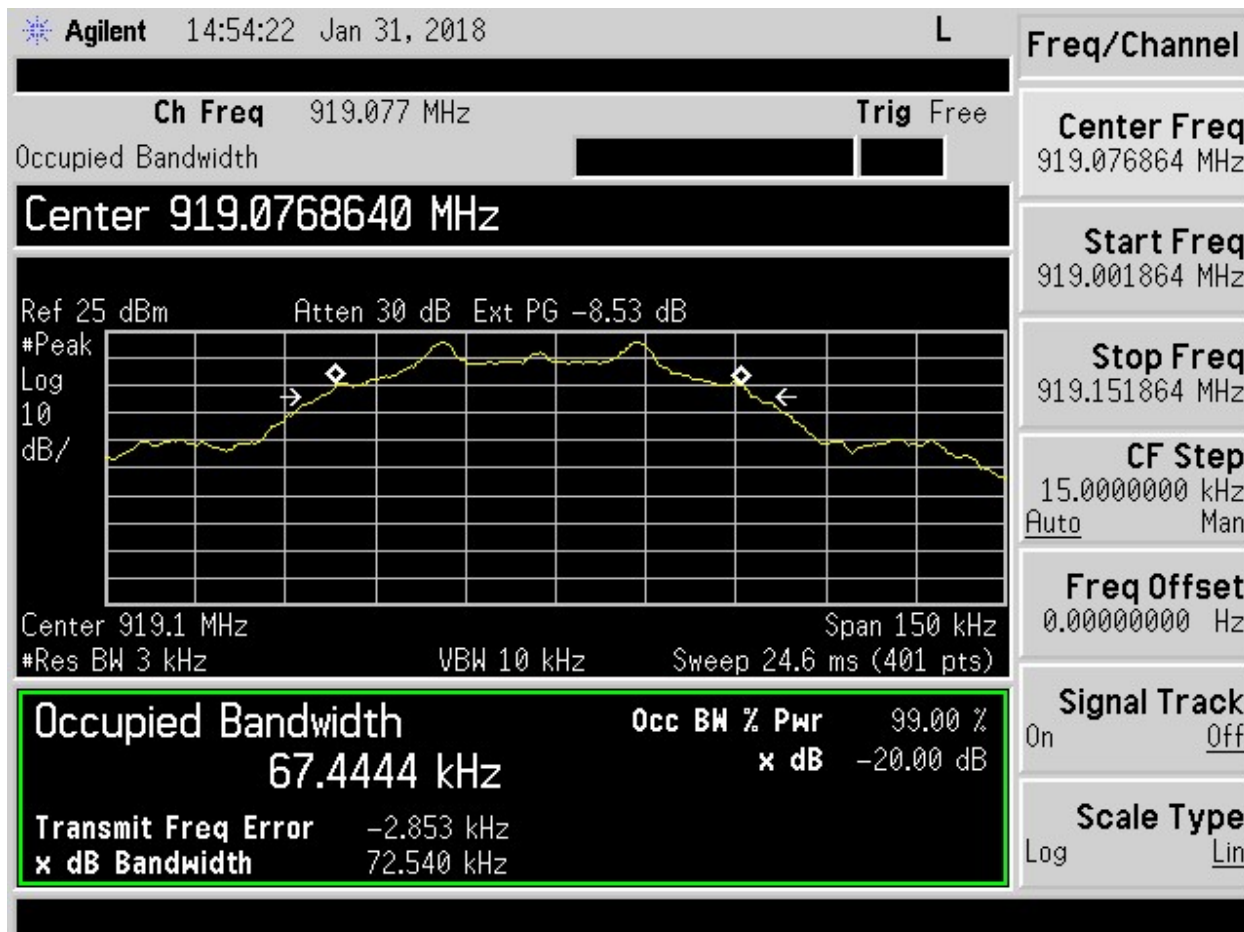 Agilent 14:54:22 Jan 31, 2018 L
Ch Freq 919.077 MHz Trig Free
Occupied Bandwidth
Center 919.0768640 MHz
Ref 25 dBm Atten 30 dB Ext PG -8.53 dB
#Peak
Log
10
dB/
Center 919.1 MHz Span 150 kHz
#Res BW 3 kHz VBW 10 kHz Sweep 24.6 ms (401 pts)
Occupied Bandwidth Occ BW % Pwr 99.00 %
67.4444 kHz x dB -20.00 dB
Transmit Freq Error -2.853 kHz
x dB Bandwidth 72.540 kHz
Freq/Channel
Center Freq
919.076864 MHz
Start Freq
919.001864 MHz
Stop Freq
919.151864 MHz
CF Step
15.0000000 kHz
Auto Man
Freq Offset
0.00000000 Hz
Signal Track
On Off
Scale Type
Log Lin